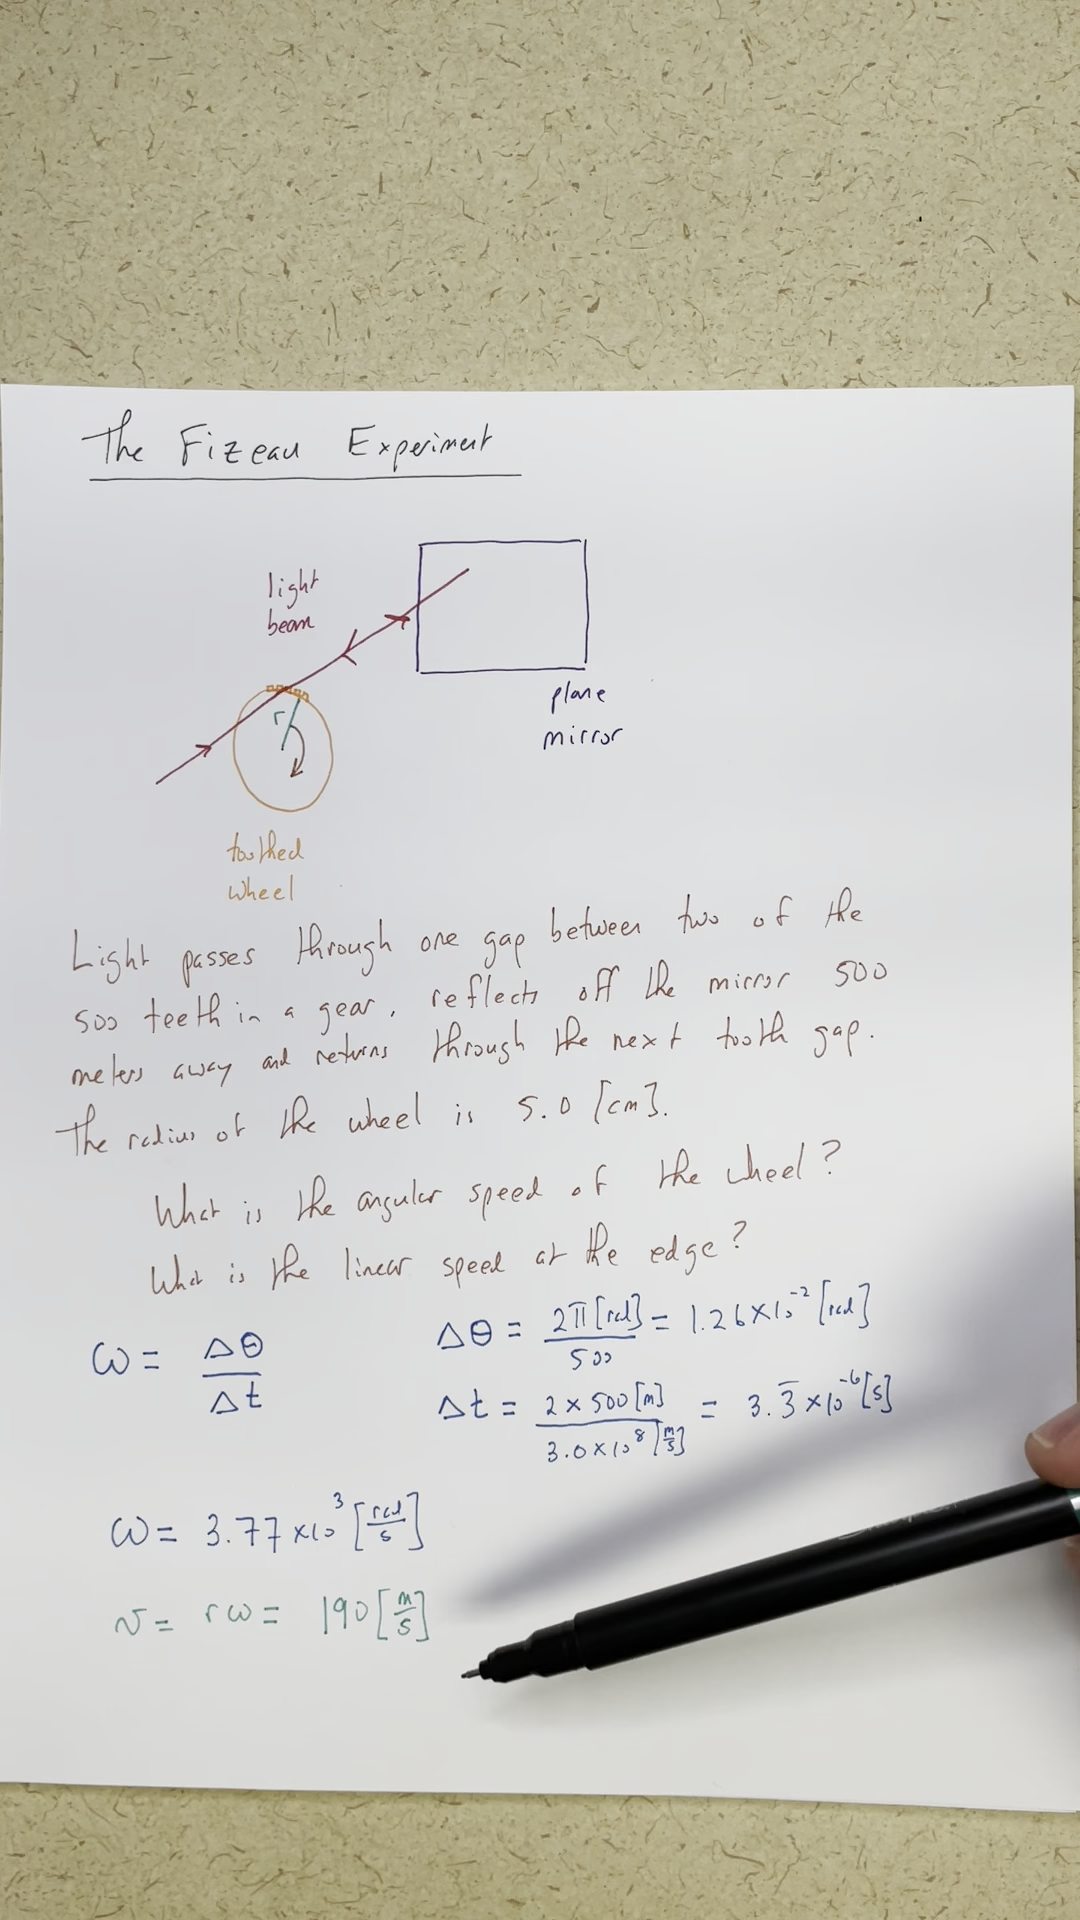 The Fizeau Experiment
light
beam
plane
mirror
r
toothed
wheel
Light passes through one gap between two of the
500 teeth in a gear, reflects off the mirror 500
meters away and returns through the next tooth gap.
The radius of the wheel is 5.0 [cm].
What is the angular speed of the wheel?
What is the linear speed at the edge?
ω = Δθ/Δt
Δθ = 2π[rad]/500 = 1.26×10⁻² [rad]
Δt = 2×500[m]/3.0×10⁸[m/s] = 3.3̅×10⁻⁶[s]
ω = 3.77×10³ [rad/s]
v = rω = 190 [m/s]